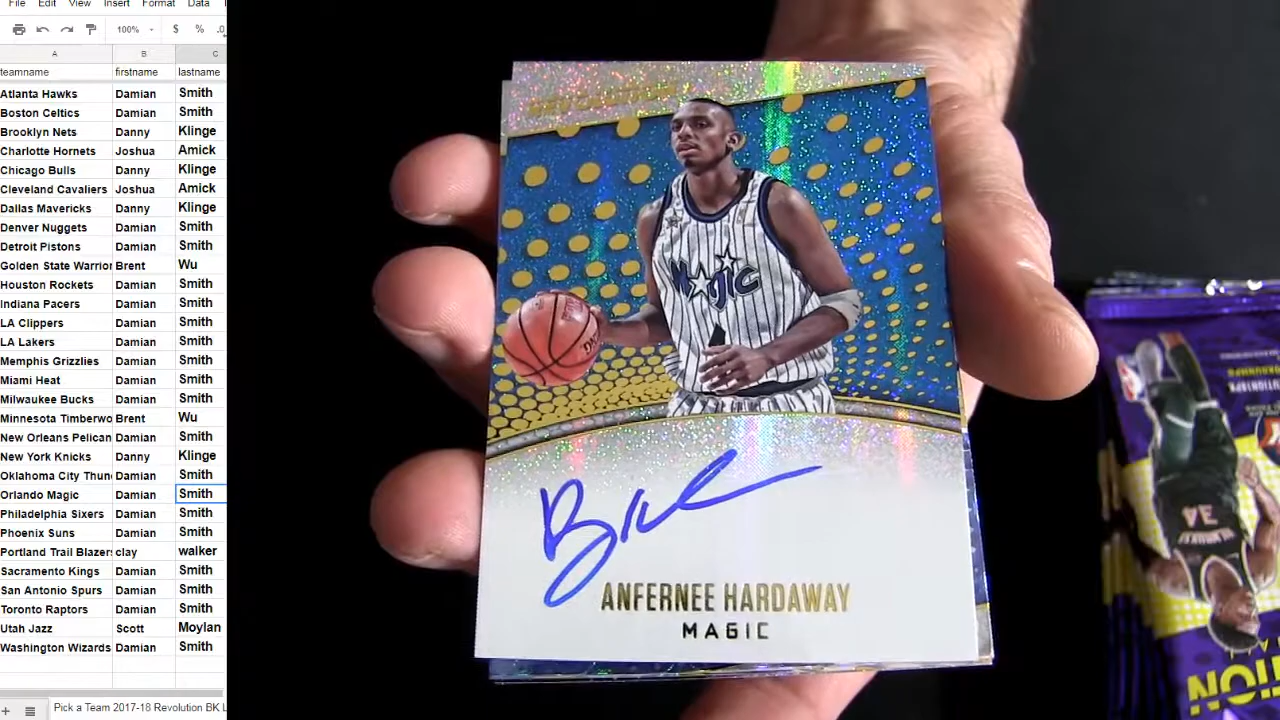 File Edit View Insert Format Data
100% $ % .0
A B C
teamname firstname lastname
Atlanta Hawks Damian Smith
Boston Celtics Damian Smith
Brooklyn Nets Danny Klinge
Charlotte Hornets Joshua Amick
Chicago Bulls Danny Klinge
Cleveland Cavaliers Joshua Amick
Dallas Mavericks Danny Klinge
Denver Nuggets Damian Smith
Detroit Pistons Damian Smith
Golden State Warrior Brent Wu
Houston Rockets Damian Smith
Indiana Pacers Damian Smith
LA Clippers Damian Smith
LA Lakers Damian Smith
Memphis Grizzlies Damian Smith
Miami Heat Damian Smith
Milwaukee Bucks Damian Smith
Minnesota Timberwo Brent Wu
New Orleans Pelican Damian Smith
New York Knicks Danny Klinge
Oklahoma City Thun Damian Smith
Orlando Magic Damian Smith
Philadelphia Sixers Damian Smith
Phoenix Suns Damian Smith
Portland Trail Blazers clay walker
Sacramento Kings Damian Smith
San Antonio Spurs Damian Smith
Toronto Raptors Damian Smith
Utah Jazz Scott Moylan
Washington Wizards Damian Smith
Pick a Team 2017-18 Revolution BK L
REVOLUTION
Magic
ANFERNEE HARDAWAY
MAGIC
34